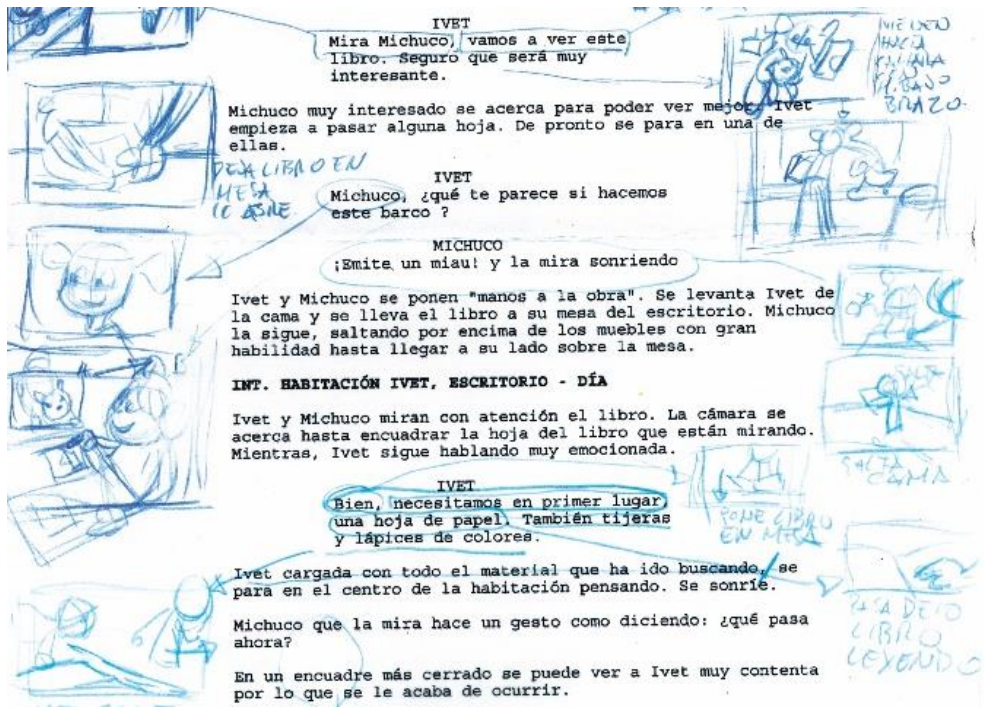 IVET
Mira Michuco, vamos a ver este
libro. Seguro que será muy
interesante.
VIENEN
HACIA
BAJO
BRAZO
Michuco muy interesado se acerca para poder ver mejor. Ivet
empieza a pasar alguna hoja. De pronto se para en una de
ellas.
DEJA LIBRO EN
MESA
IVET
Michuco, ¿qué te parece si hacemos
este barco ?
MICHUCO
¡Emite un miau! y la mira sonriendo
Ivet y Michuco se ponen "manos a la obra". Se levanta Ivet de
la cama y se lleva el libro a su mesa del escritorio. Michuco
la sigue, saltando por encima de los muebles con gran
habilidad hasta llegar a su lado sobre la mesa.
SALTA
INT. HABITACIÓN IVET, ESCRITORIO - DÍA
Ivet y Michuco miran con atención el libro. La cámara se
acerca hasta encuadrar la hoja del libro que están mirando.
Mientras, Ivet sigue hablando muy emocionada.
SALTA
CAMA
IVET
Bien, necesitamos en primer lugar,
una hoja de papel. También tijeras
y lápices de colores.
PONE LIBRO
EN MESA
Ivet cargada con todo el material que ha ido buscando, se
para en el centro de la habitación pensando. Se sonríe.
PASA DEDO
LIBRO
LEYENDO
Michuco que la mira hace un gesto como diciendo: ¿qué pasa
ahora?
En un encuadre más cerrado se puede ver a Ivet muy contenta
por lo que se le acaba de ocurrir.